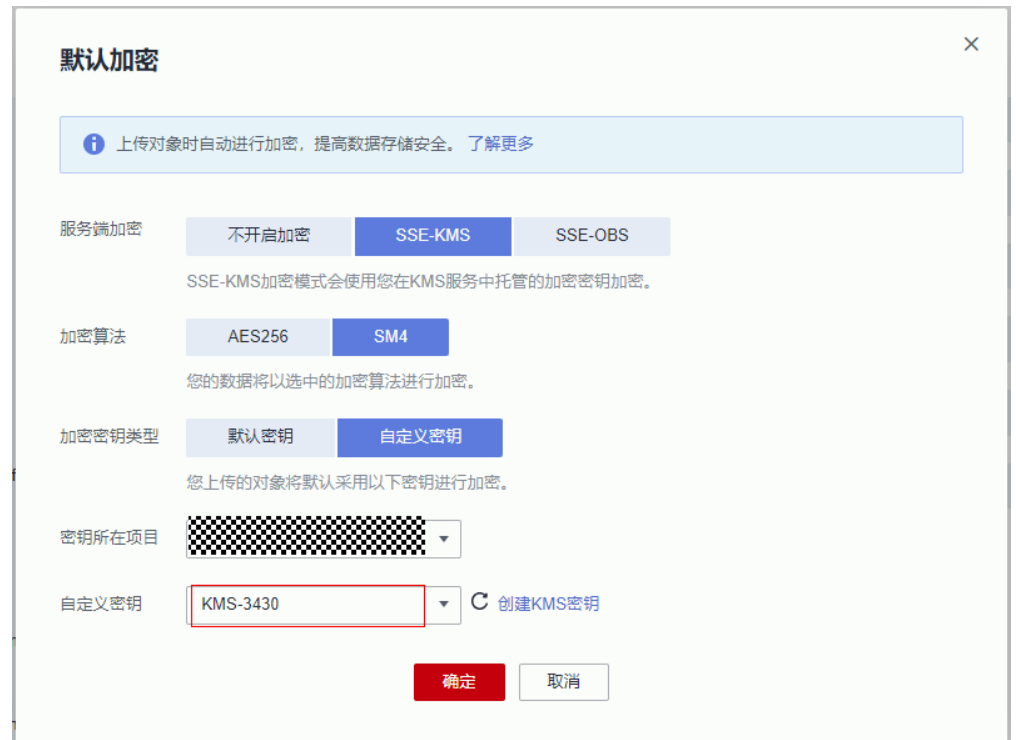 默认加密
上传对象时自动进行加密，提高数据存储安全。 了解更多
服务端加密 不开启加密 SSE-KMS SSE-OBS
SSE-KMS加密模式会使用您在KMS服务中托管的加密密钥加密。
加密算法 AES256 SM4
您的数据将以选中的加密算法进行加密。
加密密钥类型 默认密钥 自定义密钥
您上传的对象将默认采用以下密钥进行加密。
密钥所在项目
自定义密钥 KMS-3430 创建KMS密钥
确定 取消